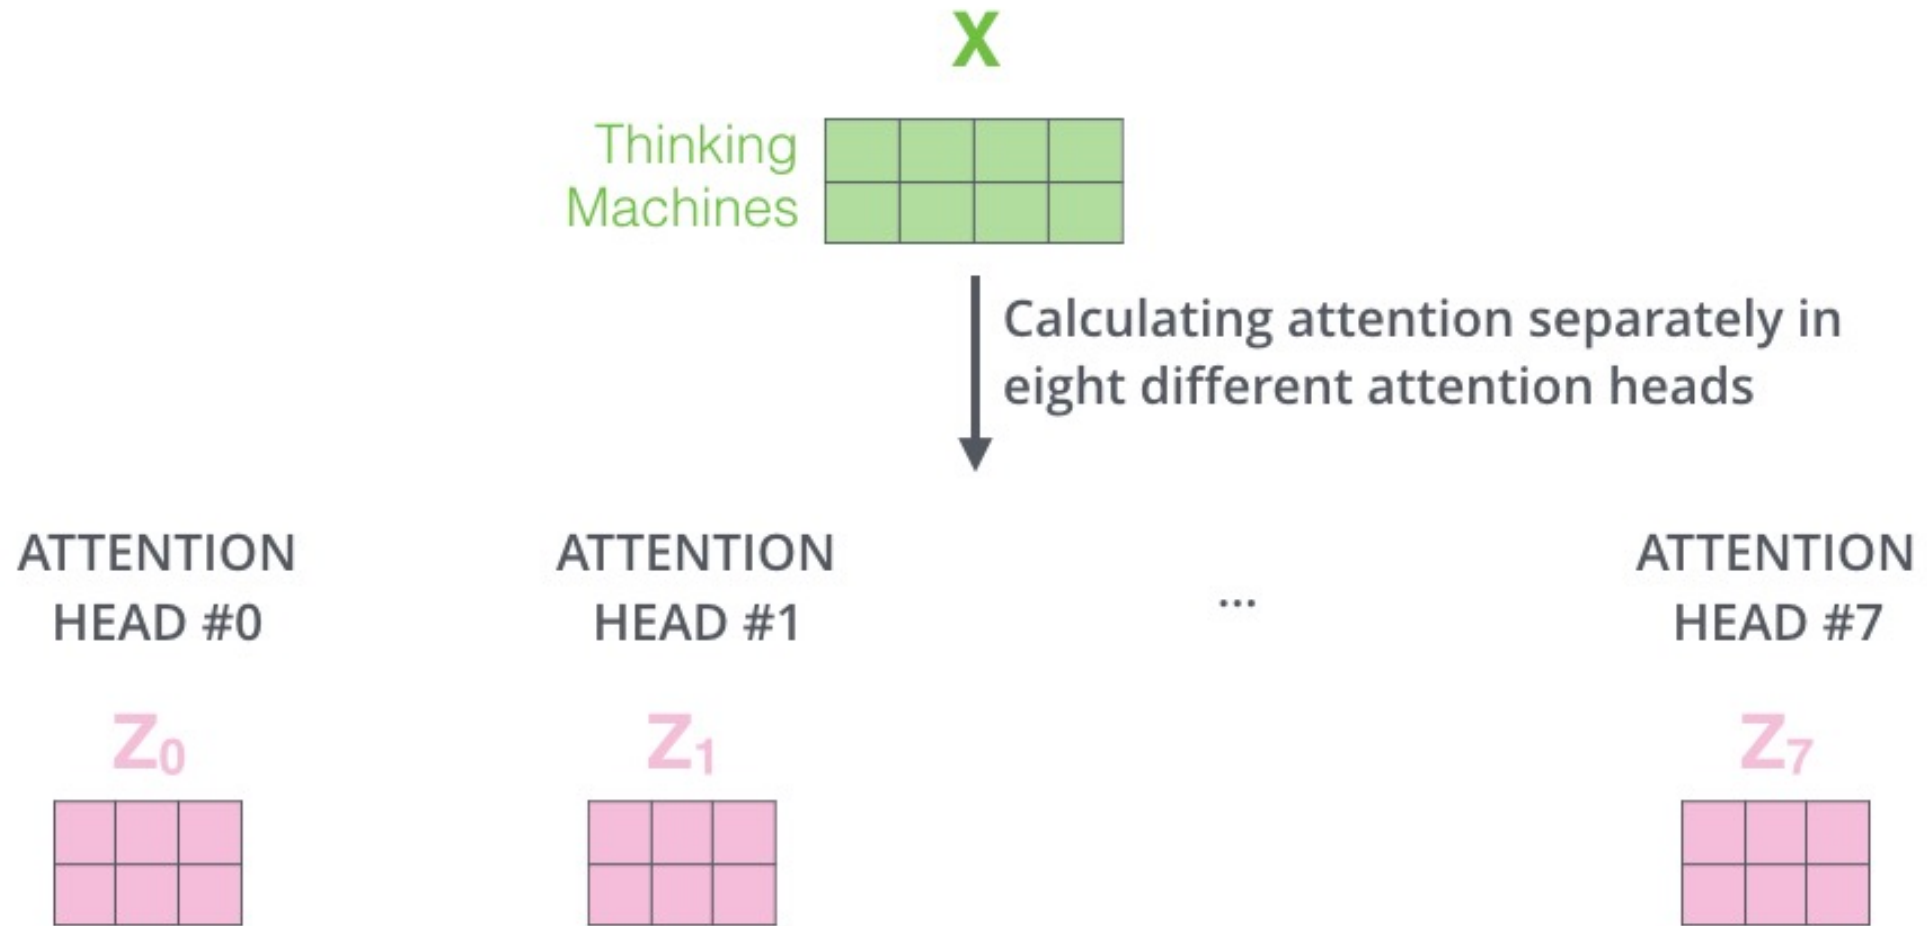 X
Thinking
Machines
Calculating attention separately in
eight different attention heads
ATTENTION
HEAD #0
ATTENTION
HEAD #1
...
ATTENTION
HEAD #7
Z0
Z1
Z7